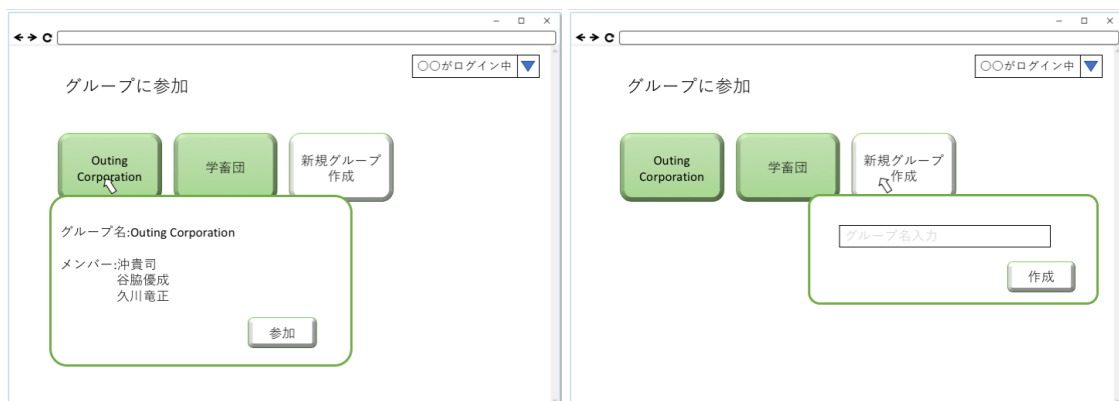 ○○がログイン中
グループに参加
Outing
Corporation
学畜団
新規グループ
作成
グループ名:Outing Corporation
メンバー:沖貴司
谷脇優成
久川竜正
参加
○○がログイン中
グループに参加
Outing
Corporation
学畜団
新規グループ
作成
グループ名入力
作成